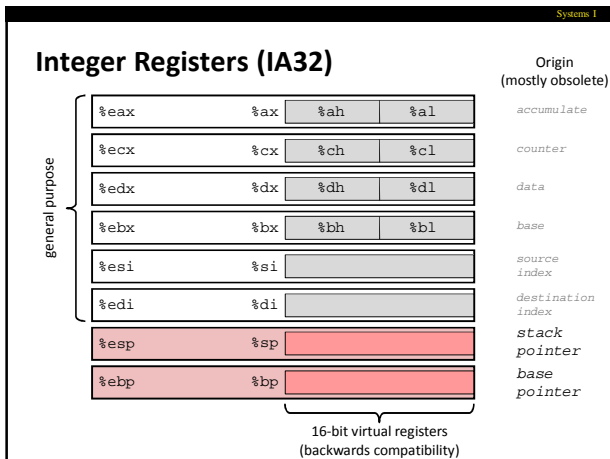 Systems I
Integer Registers (IA32)
Origin
(mostly obsolete)
general purpose
%eax %ax %ah %al accumulate
%ecx %cx %ch %cl counter
%edx %dx %dh %dl data
%ebx %bx %bh %bl base
%esi %si source
index
%edi %di destination
index
%esp %sp stack
pointer
%ebp %bp base
pointer
16-bit virtual registers
(backwards compatibility)